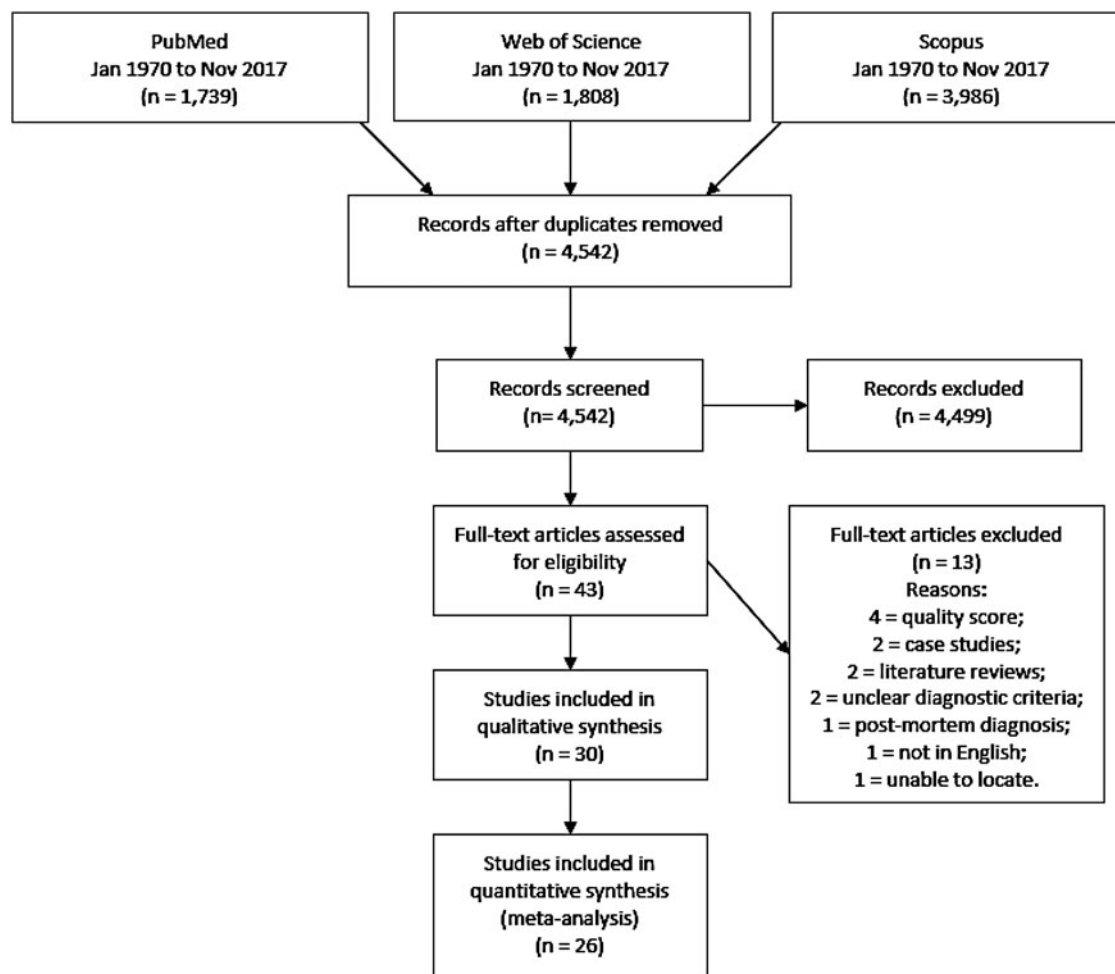 PubMed
Jan 1970 to Nov 2017
(n = 1,739)
Web of Science
Jan 1970 to Nov 2017
(n = 1,808)
Scopus
Jan 1970 to Nov 2017
(n = 3,986)
Records after duplicates removed
(n = 4,542)
Records screened
(n= 4,542)
Records excluded
(n = 4,499)
Full-text articles assessed
for eligibility
(n = 43)
Full-text articles excluded
(n = 13)
Reasons:
4 = quality score;
2 = case studies;
2 = literature reviews;
2 = unclear diagnostic criteria;
1 = post-mortem diagnosis;
1 = not in English;
1 = unable to locate.
Studies included in
qualitative synthesis
(n = 30)
Studies included in
quantitative synthesis
(meta-analysis)
(n = 26)